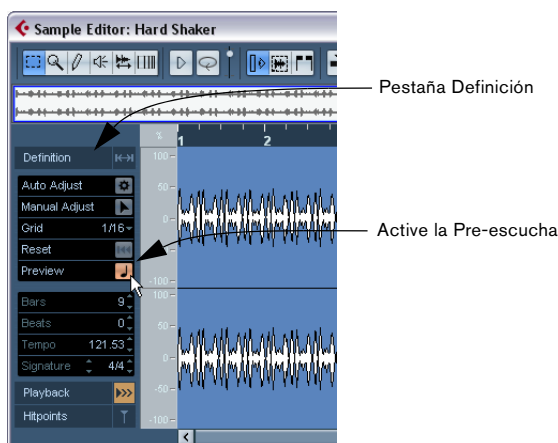 Sample Editor: Hard Shaker
Pestaña Definición
%
1
2
Definition
100
Auto Adjust
50
Manual Adjust
Grid 1/16
0
Reset
Active la Pre-escucha
Preview
-100
100
Bars 9
Beats 0
50
Tempo 121.53
0
Signature 4/4
-50
Playback
Hitpoints
-100